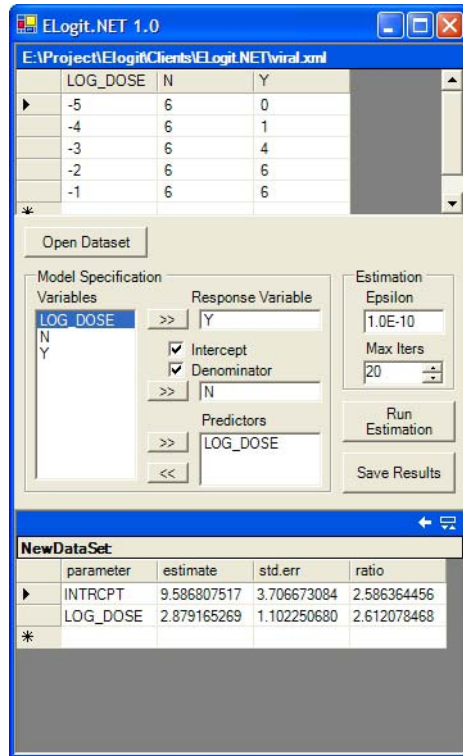 ELogit.NET 1.0
E:\Project\Elogit\Clients\ELogit.NET\viral.xml
LOG_DOSE N Y
-5 6 0
-4 6 1
-3 6 4
-2 6 6
-1 6 6
Open Dataset
Model Specification
Variables
LOG_DOSE
N
Y
>> Response Variable
Y
Intercept
Denominator
>> N
Predictors
>> LOG_DOSE
<<
Estimation
Epsilon
1.0E-10
Max Iters
20
Run
Estimation
Save Results
NewDataSet:
parameter estimate std.err ratio
INTRCPT 9.586807517 3.706673084 2.586364456
LOG_DOSE 2.879165269 1.102250680 2.612078468